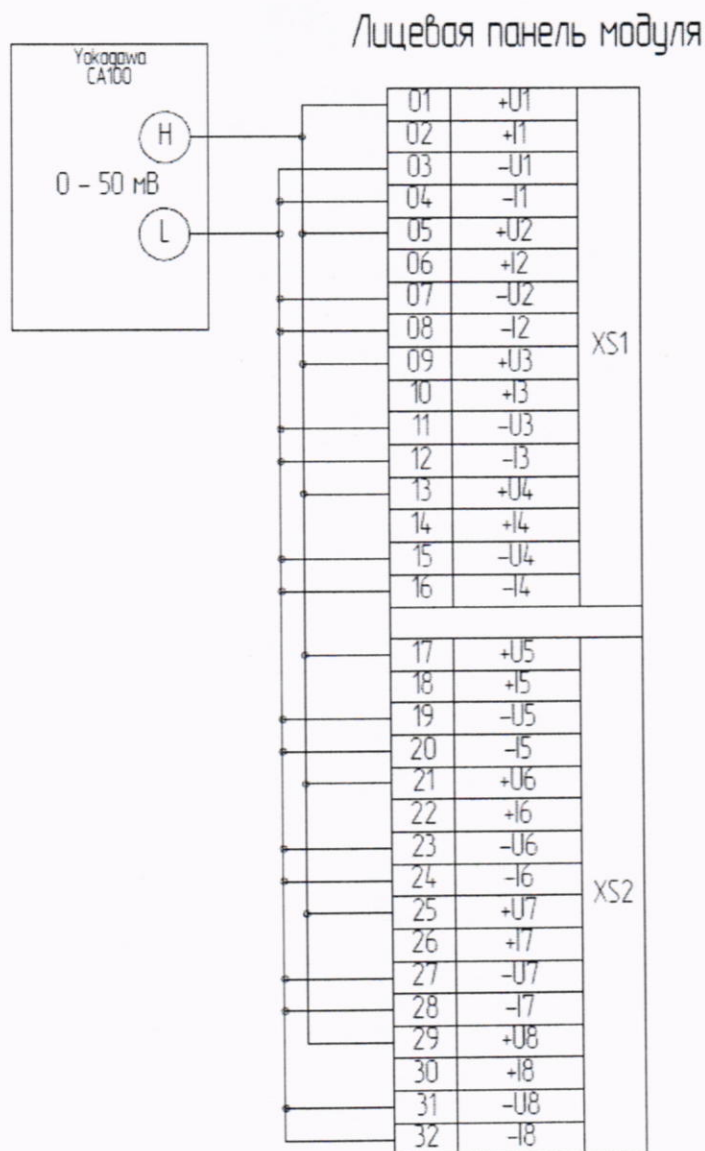 Лицевая панель модуля
Yokogawa
CA100
H
0 – 50 мВ
L
01 +U1
02 +I1
03 –U1
04 –I1
05 +U2
06 +I2
07 –U2
08 –I2
09 +U3
10 +I3
11 –U3
12 –I3
13 +U4
14 +I4
15 –U4
16 –I4
XS1
17 +U5
18 +I5
19 –U5
20 –I5
21 +U6
22 +I6
23 –U6
24 –I6
25 +U7
26 +I7
27 –U7
28 –I7
29 +U8
30 +I8
31 –U8
32 –I8
XS2